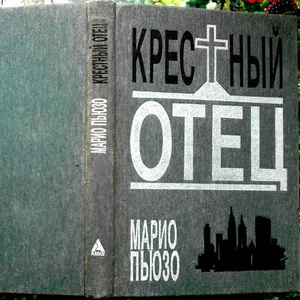 КРЕСТНЫЙ
ОТЕЦ
МАРИО
ПЬЮЗО
МАРИО ПЬЮЗО
КРЕСТНЫЙ ОТЕЦ